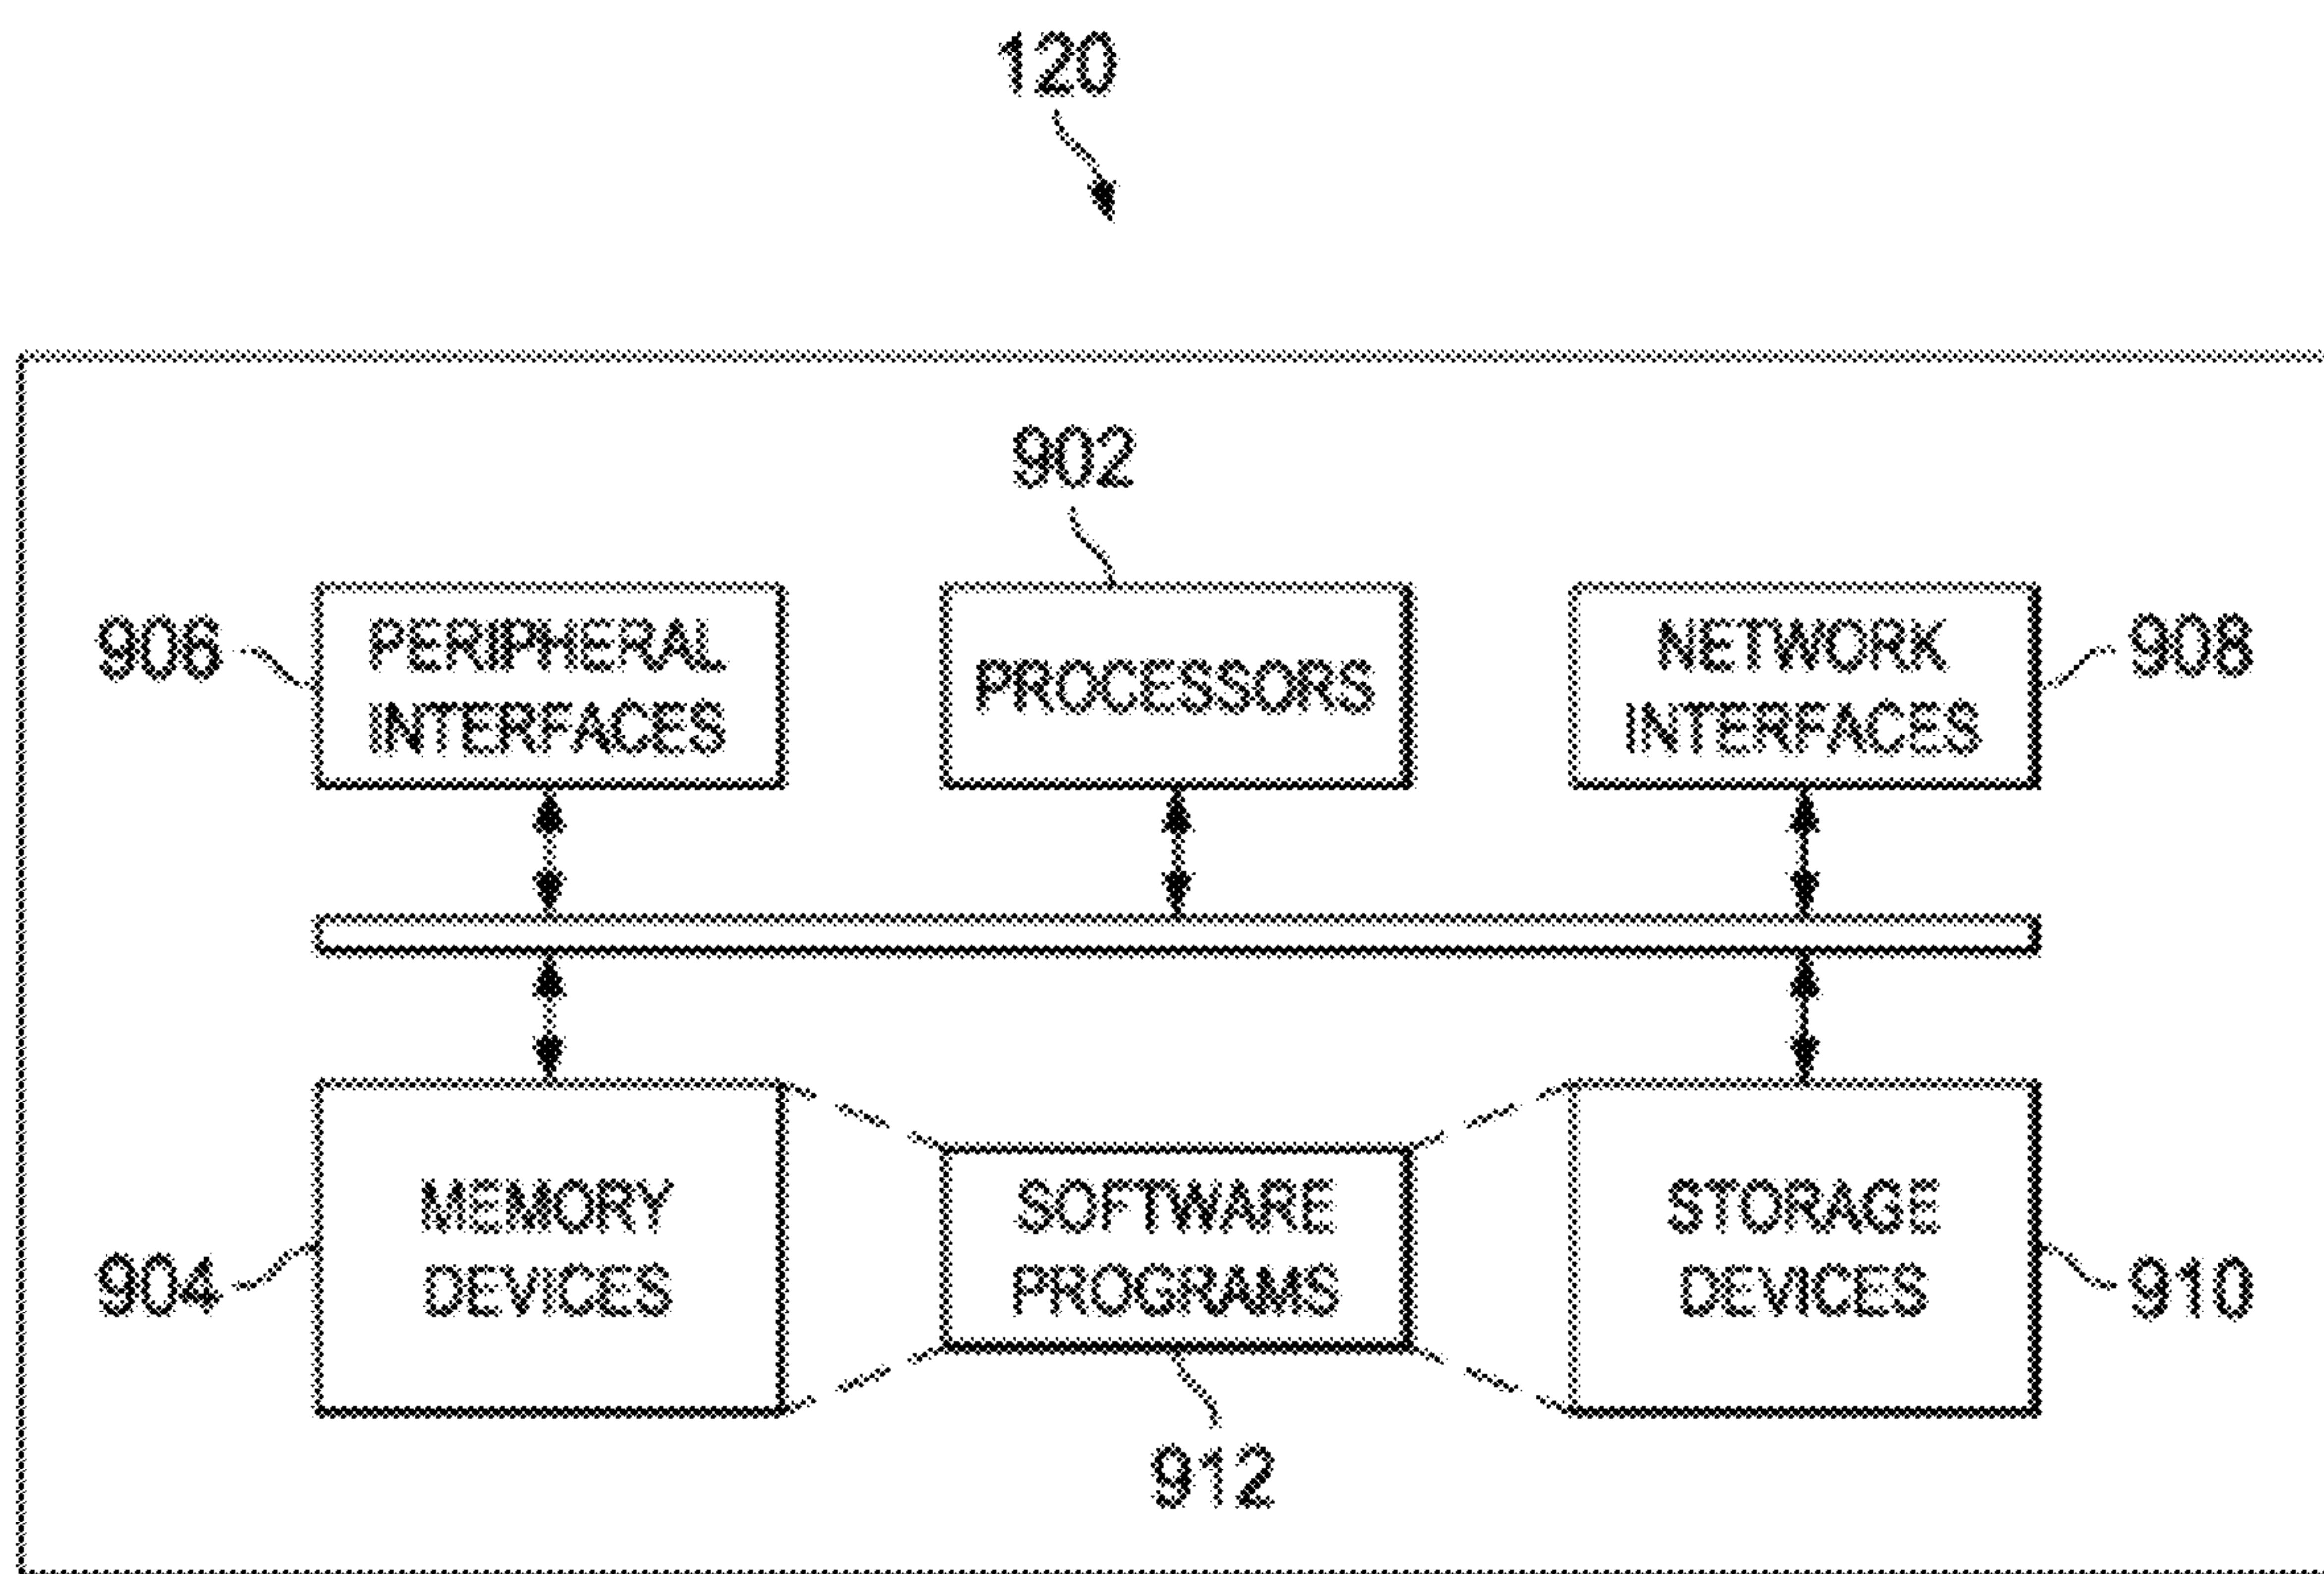 120
902
906
PERIPHERAL
INTERFACES
PROCESSORS
NETWORK
INTERFACES
908
904
MEMORY
DEVICES
SOFTWARE
PROGRAMS
STORAGE
DEVICES
910
912